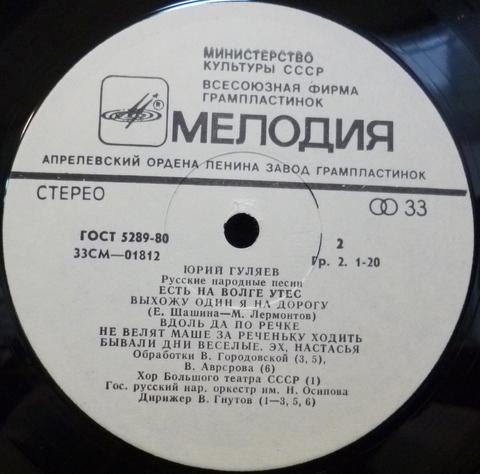 МИНИСТЕРСТВО
КУЛЬТУРЫ СССР
ВСЕСОЮЗНАЯ ФИРМА
ГРАМПЛАСТИНОК
МЕЛОДИЯ
АПРЕЛЕВСКИЙ ОРДЕНА ЛЕНИНА ЗАВОД ГРАМПЛАСТИНОК
СТЕРЕО
33
ГОСТ 5289-80
33СМ—01812
2
Гр. 2. 1-20
ЮРИЙ ГУЛЯЕВ
Русские народные песни
ЕСТЬ НА ВОЛГЕ УТЕС
ВЫХОЖУ ОДИН Я НА ДОРОГУ
(Е. Шашина—М. Лермонтов)
ВДОЛЬ ДА ПО РЕЧКЕ
НЕ ВЕЛЯТ МАШЕ ЗА РЕЧЕНЬКУ ХОДИТЬ
БЫВАЛИ ДНИ ВЕСЕЛЫЕ. ЭХ, НАСТАСЬЯ
Обработки В. Городовской (3, 5),
В. Аверсрова (6)
Хор Большого театра СССР (1)
Гос. русский нар. оркестр им. Н. Осипова
Дирижер В. Гнутов (1—3, 5, 6)